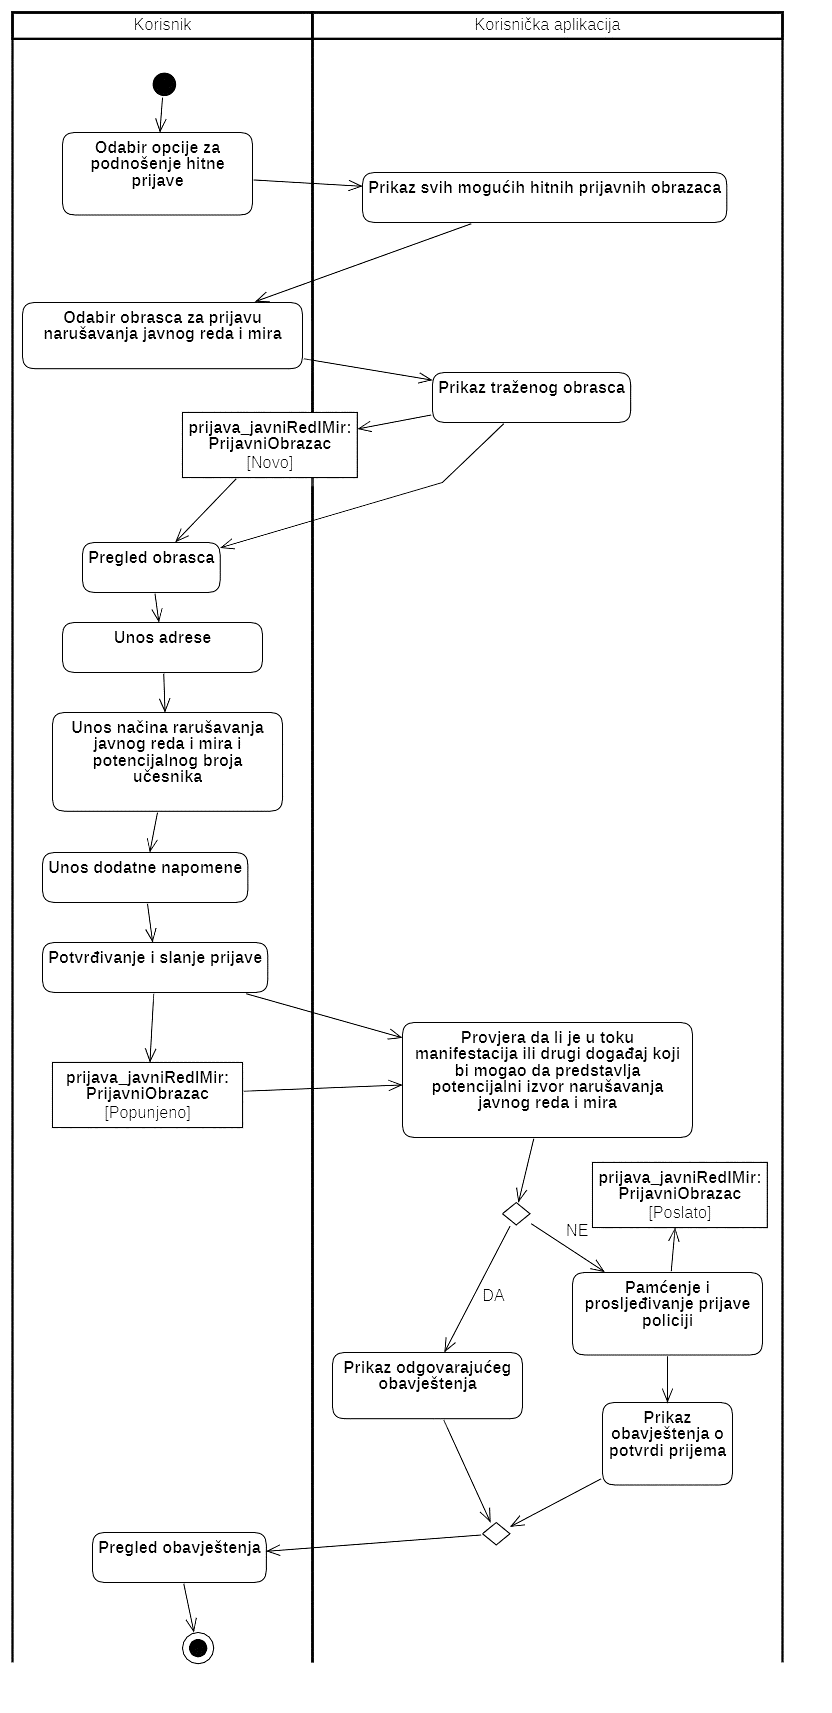 Korisnik
Korisnička aplikacija
Odabir opcije za
podnošenje hitne
prijave
Prikaz svih mogućih hitnih prijavnih obrazaca
Odabir obrasca za prijavu
narušavanja javnog reda i mira
Prikaz traženog obrasca
prijava_javniRedIMir:
PrijavniObrazac
[Novo]
Pregled obrasca
Unos adrese
Unos načina rarušavanja
javnog reda i mira i
potencijalnog broja
učesnika
Unos dodatne napomene
Potvrđivanje i slanje prijave
Provjera da li je u toku
manifestacija ili drugi događaj koji
bi mogao da predstavlja
potencijalni izvor narušavanja
javnog reda i mira
prijava_javniRedIMir:
PrijavniObrazac
[Popunjeno]
prijava_javniRedIMir:
PrijavniObrazac
[Poslato]
NE
DA
Pamćenje i
prosljeđivanje prijave
policiji
Prikaz odgovarajućeg
obavještenja
Prikaz
obavještenja o
potvrdi prijema
Pregled obavještenja